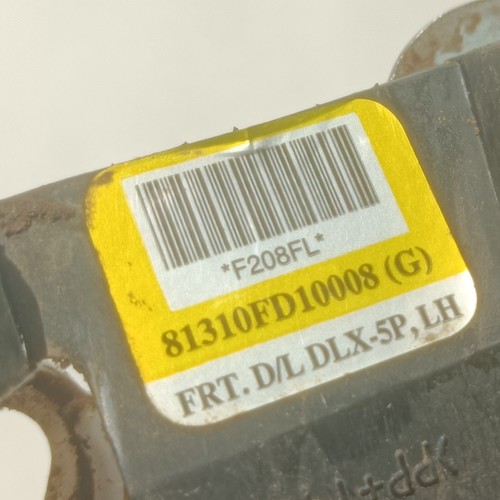 *F208FL*
81310FD10008 (G)
FRT. D/L DLX-5P, LH